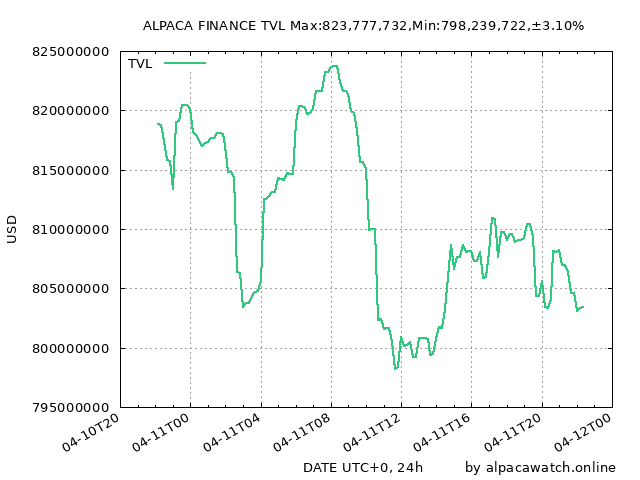 ALPACA FINANCE TVL Max:823,777,732,Min:798,239,722,±3.10%
TVL
825000000
820000000
815000000
810000000
805000000
800000000
795000000
USD
04-10T20
04-11T00
04-11T04
04-11T08
04-11T12
04-11T16
04-11T20
04-12T00
DATE UTC+0, 24h
by alpacawatch.online